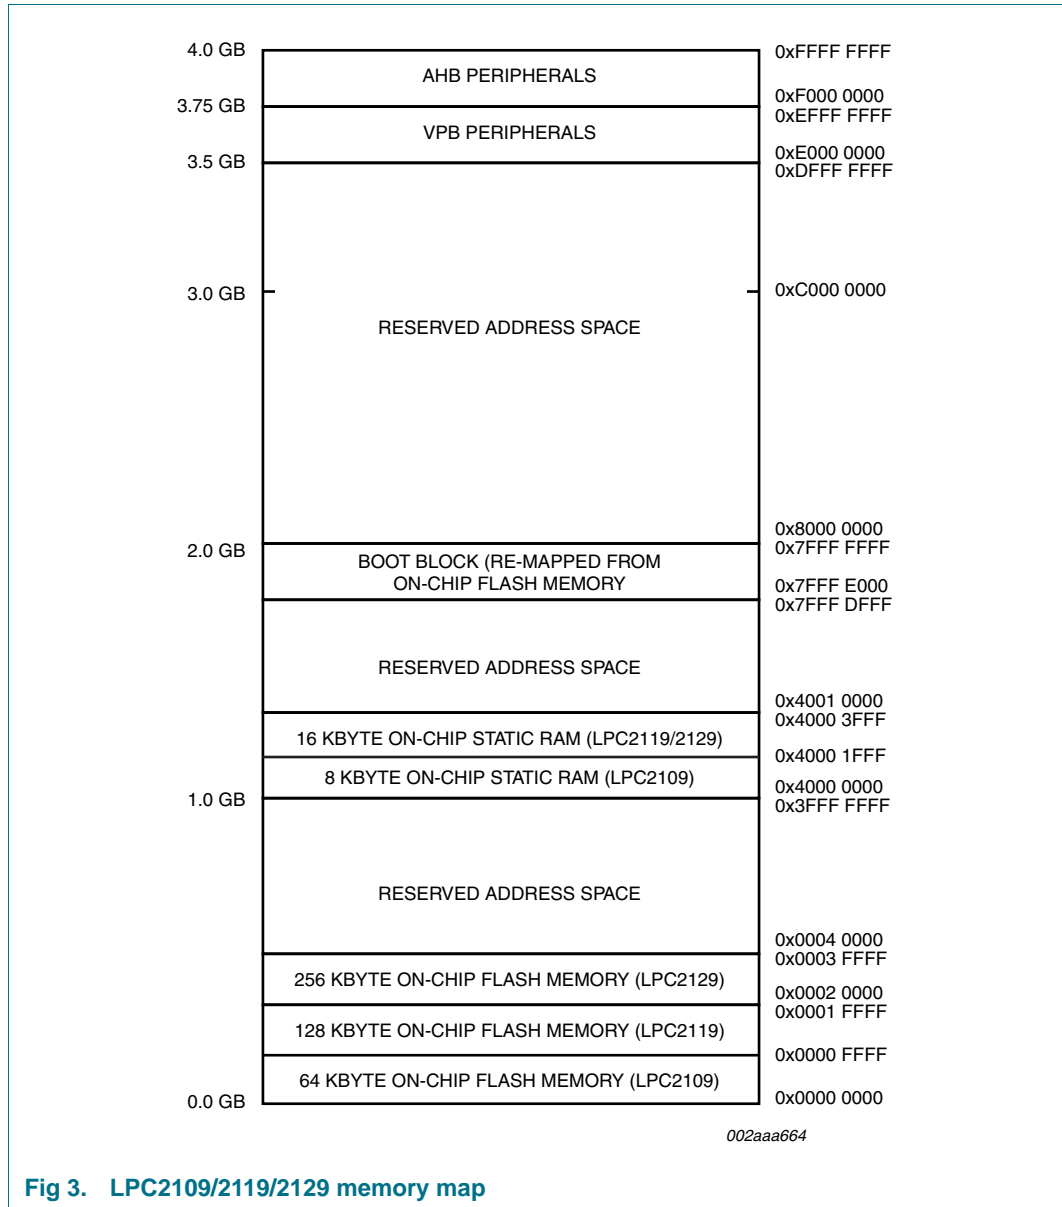 4.0 GB
0xFFFF FFFF
AHB PERIPHERALS
0xF000 0000
3.75 GB
0xEFFF FFFF
VPB PERIPHERALS
0xE000 0000
3.5 GB
0xDFFF FFFF
3.0 GB
0xC000 0000
RESERVED ADDRESS SPACE
0x8000 0000
2.0 GB
0x7FFF FFFF
BOOT BLOCK (RE-MAPPED FROM
ON-CHIP FLASH MEMORY
0x7FFF E000
0x7FFF DFFF
RESERVED ADDRESS SPACE
0x4001 0000
0x4000 3FFF
16 KBYTE ON-CHIP STATIC RAM (LPC2119/2129)
0x4000 1FFF
8 KBYTE ON-CHIP STATIC RAM (LPC2109)
0x4000 0000
1.0 GB
0x3FFF FFFF
RESERVED ADDRESS SPACE
0x0004 0000
0x0003 FFFF
256 KBYTE ON-CHIP FLASH MEMORY (LPC2129)
0x0002 0000
0x0001 FFFF
128 KBYTE ON-CHIP FLASH MEMORY (LPC2119)
0x0000 FFFF
64 KBYTE ON-CHIP FLASH MEMORY (LPC2109)
0.0 GB
0x0000 0000
002aaa664
Fig 3. LPC2109/2119/2129 memory map